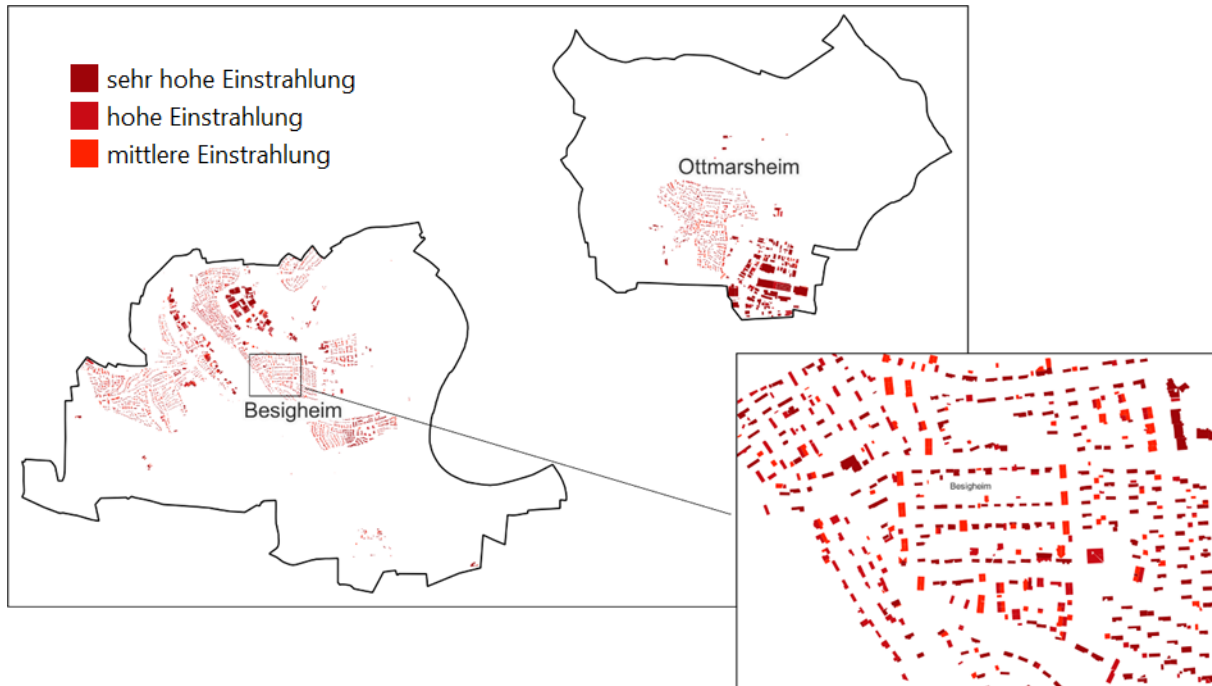 sehr hohe Einstrahlung
hohe Einstrahlung
mittlere Einstrahlung
Ottmarsheim
Besigheim
Besigheim